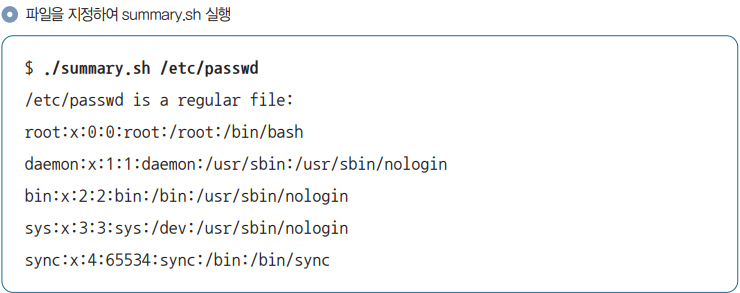 파일을 지정하여 summary.sh 실행
$ ./summary.sh /etc/passwd
/etc/passwd is a regular file:
root:x:0:0:root:/root:/bin/bash
daemon:x:1:1:daemon:/usr/sbin:/usr/sbin/nologin
bin:x:2:2:bin:/bin:/usr/sbin/nologin
sys:x:3:3:sys:/dev:/usr/sbin/nologin
sync:x:4:65534:sync:/bin:/bin/sync